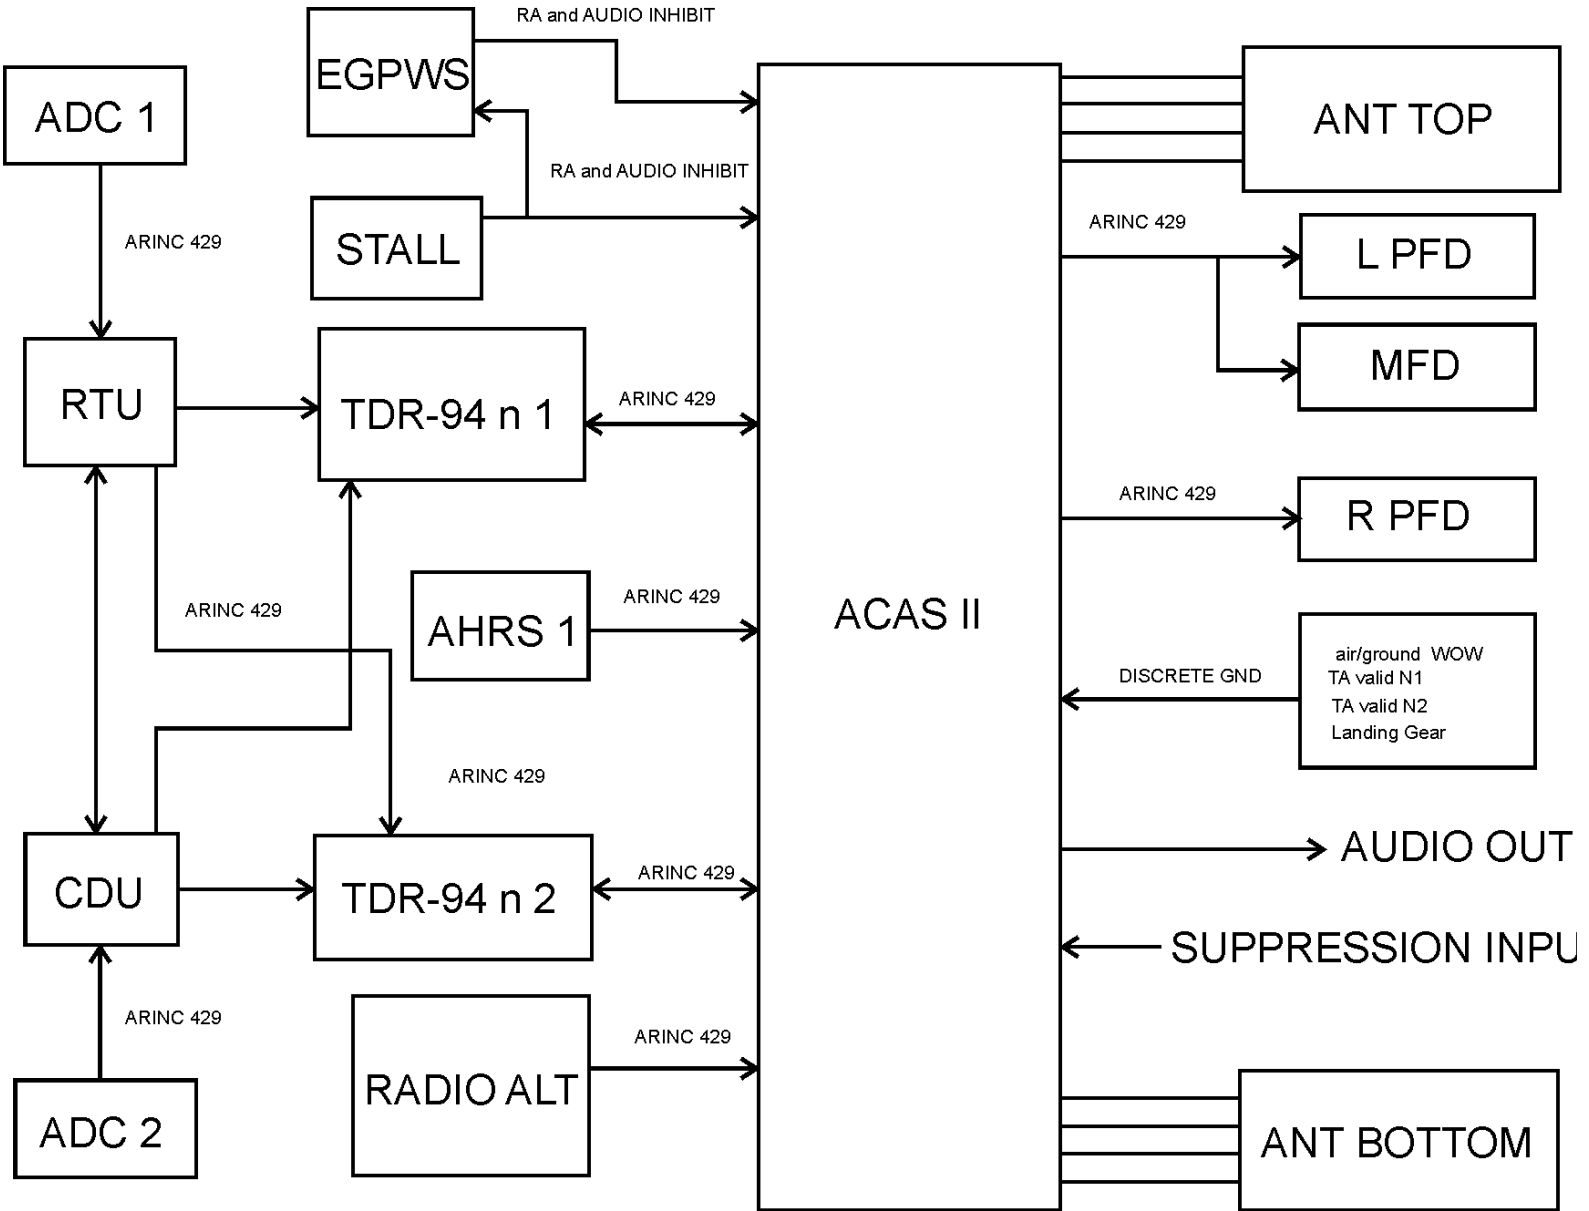 RA and AUDIO INHIBIT
EGPWS
ADC 1
ANT TOP
RA and AUDIO INHIBIT
STALL
ARINC 429
ARINC 429
L PFD
MFD
RTU
TDR-94 n 1
ARINC 429
ARINC 429
R PFD
ARINC 429
AHRS 1
ARINC 429
ACAS II
DISCRETE GND
air/ground WOW
TA valid N1
TA valid N2
Landing Gear
ARINC 429
CDU
TDR-94 n 2
ARINC 429
AUDIO OUT
SUPPRESSION INPU
ARINC 429
ADC 2
RADIO ALT
ARINC 429
ANT BOTTOM